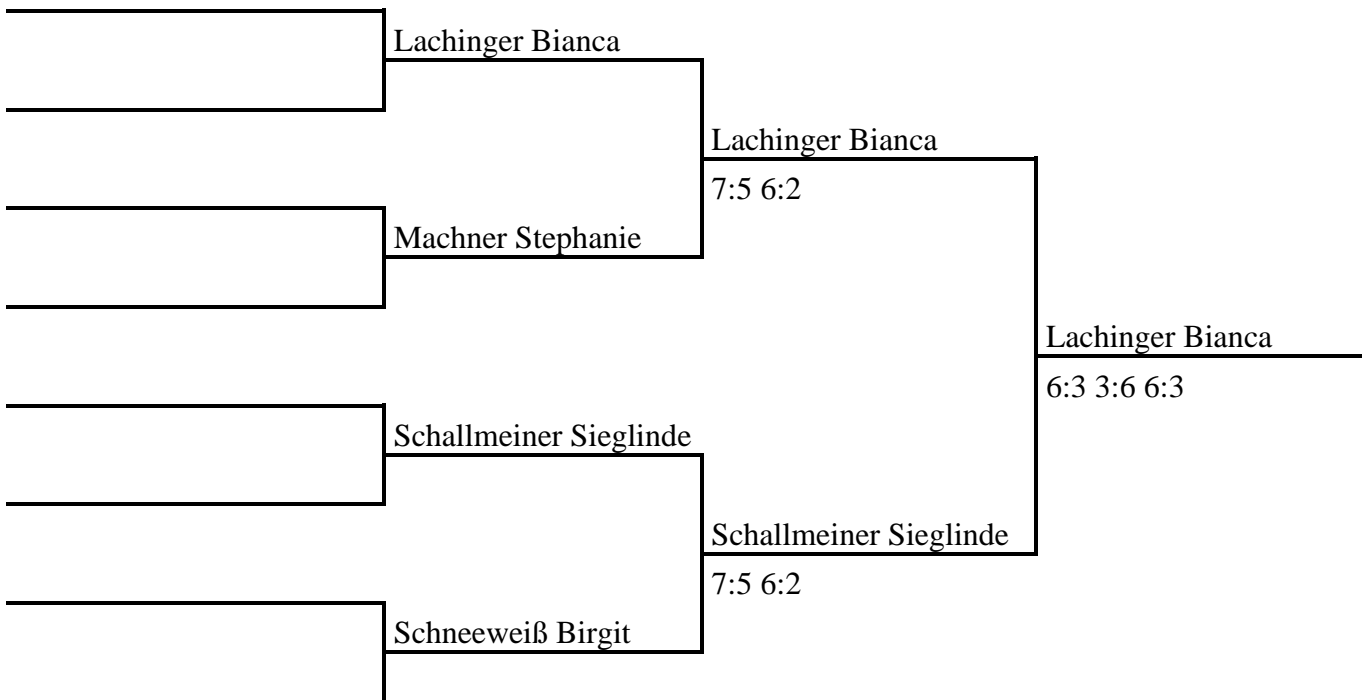 Lachinger Bianca
Lachinger Bianca
7:5 6:2
Machner Stephanie
Lachinger Bianca
6:3 3:6 6:3
Schallmeiner Sieglinde
Schallmeiner Sieglinde
7:5 6:2
Schneeweiß Birgit